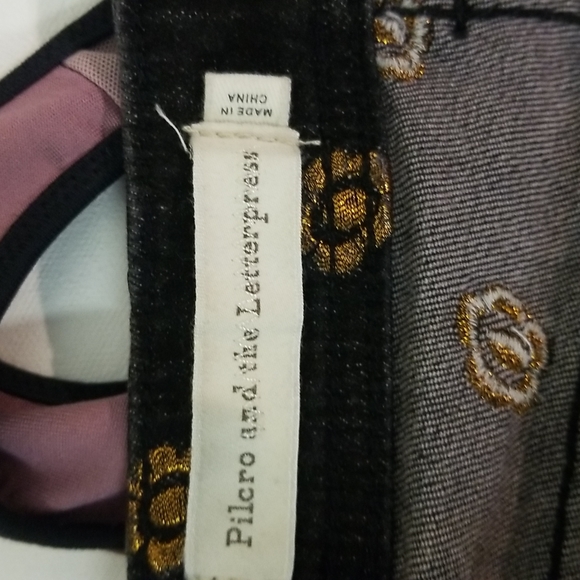 MADE IN
CHINA
Pilcro and the Letterpress